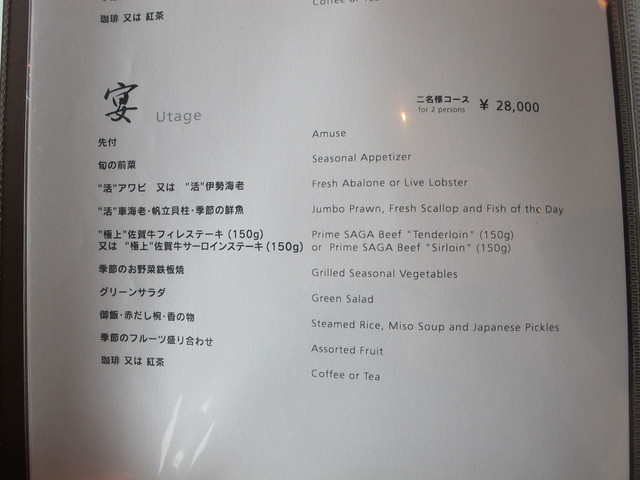 Coffee or Tea
珈琲 又は 紅茶
宴 Utage
二名様コース ¥ 28,000
for 2 persons
先付 Amuse
旬の前菜 Seasonal Appetizer
"活"アワビ 又は "活"伊勢海老 Fresh Abalone or Live Lobster
"活"車海老・帆立貝柱・季節の鮮魚 Jumbo Prawn, Fresh Scallop and Fish of the Day
"極上"佐賀牛フィレステーキ (150g) Prime SAGA Beef "Tenderloin" (150g)
又は "極上"佐賀牛サーロインステーキ (150g) or Prime SAGA Beef "Sirloin" (150g)
季節のお野菜鉄板焼 Grilled Seasonal Vegetables
グリーンサラダ Green Salad
御飯・赤だし椀・香の物 Steamed Rice, Miso Soup and Japanese Pickles
季節のフルーツ盛り合わせ Assorted Fruit
珈琲 又は 紅茶 Coffee or Tea